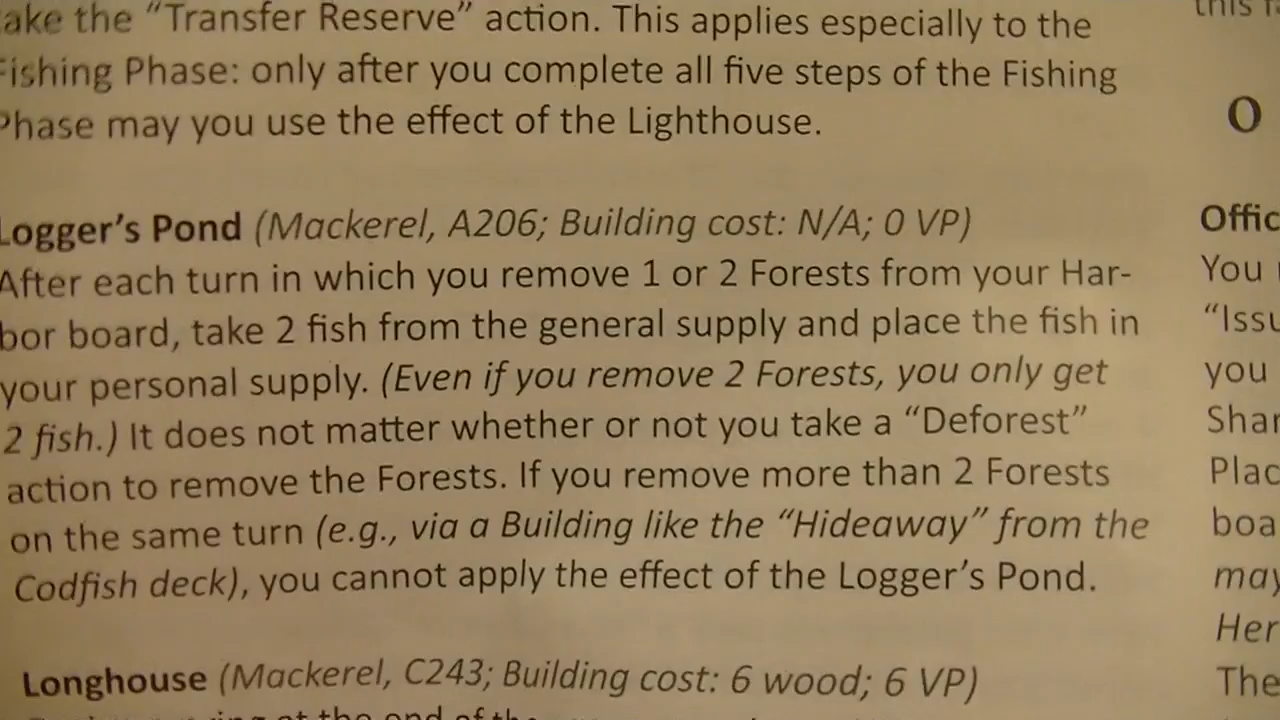 take the “Transfer Reserve” action. This applies especially to the
Fishing Phase: only after you complete all five steps of the Fishing
Phase may you use the effect of the Lighthouse.
Logger’s Pond (Mackerel, A206; Building cost: N/A; 0 VP)
After each turn in which you remove 1 or 2 Forests from your Har-
bor board, take 2 fish from the general supply and place the fish in
your personal supply. (Even if you remove 2 Forests, you only get
2 fish.) It does not matter whether or not you take a “Deforest”
action to remove the Forests. If you remove more than 2 Forests
on the same turn (e.g., via a Building like the “Hideaway” from the
Codfish deck), you cannot apply the effect of the Logger’s Pond.
Longhouse (Mackerel, C243; Building cost: 6 wood; 6 VP)
at the end of the
this
O
Offic
You
“Issu
you
Shar
Plac
boa
may
Her
The